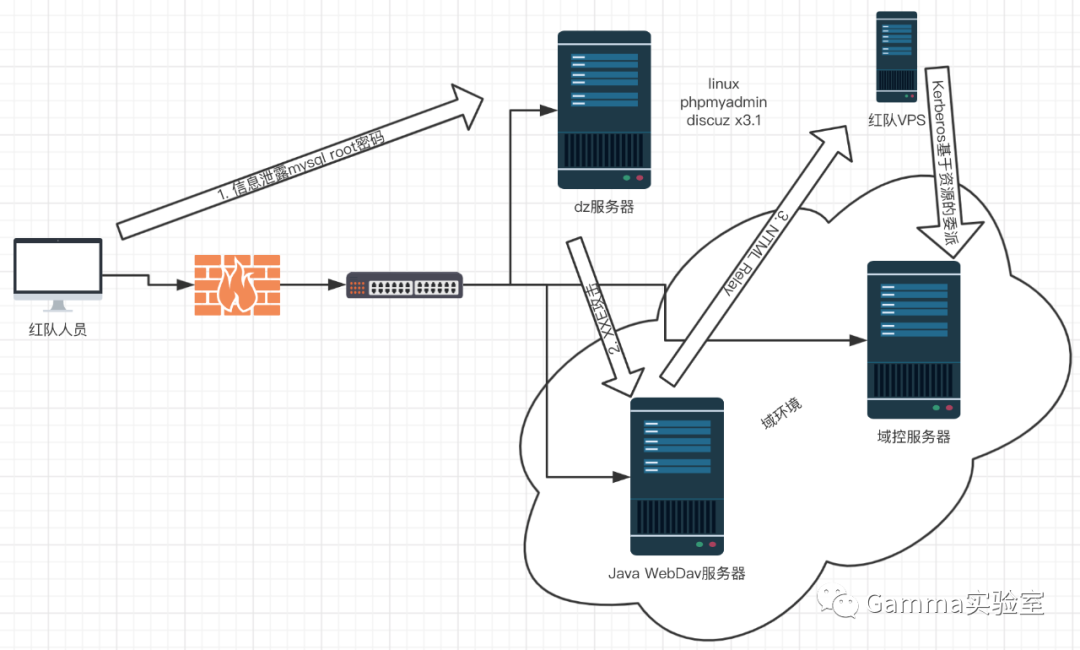 linux
phpmyadmin
discuz x3.1
红队VPS
Kerberos基于资源的委派
1. 信息泄露mysql root密码
dz服务器
3. NTML Relay
2. XXE攻击
红队人员
域环境
域控服务器
Java WebDav服务器
Gamma实验室